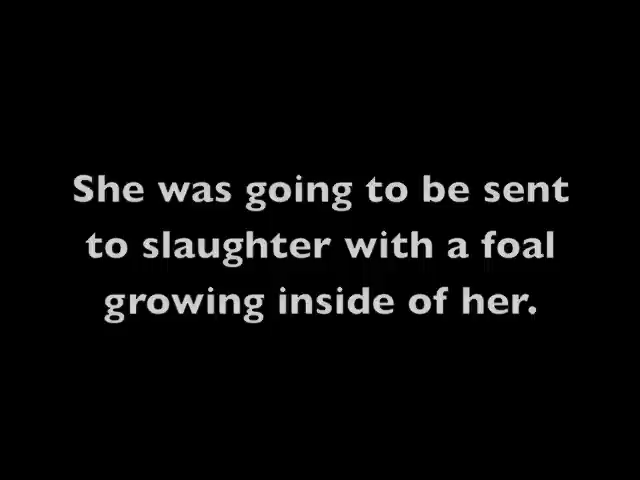 She was going to be sent
to slaughter with a foal
growing inside of her.